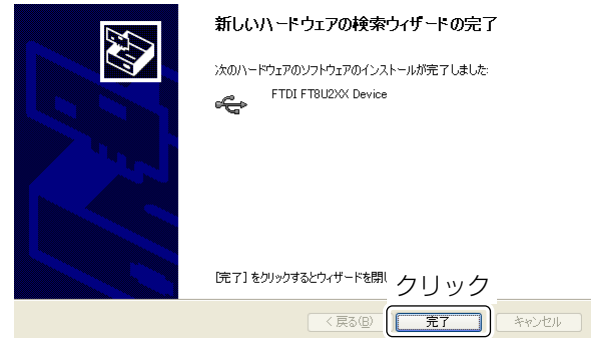 新しいハードウェアの検索ウィザードの完了
次のハードウェアのソフトウェアのインストールが完了しました:
FTDI FT8U2XX Device
[完了] をクリックするとウィザードを閉
クリック
< 戻る(B)
完了
キャンセル